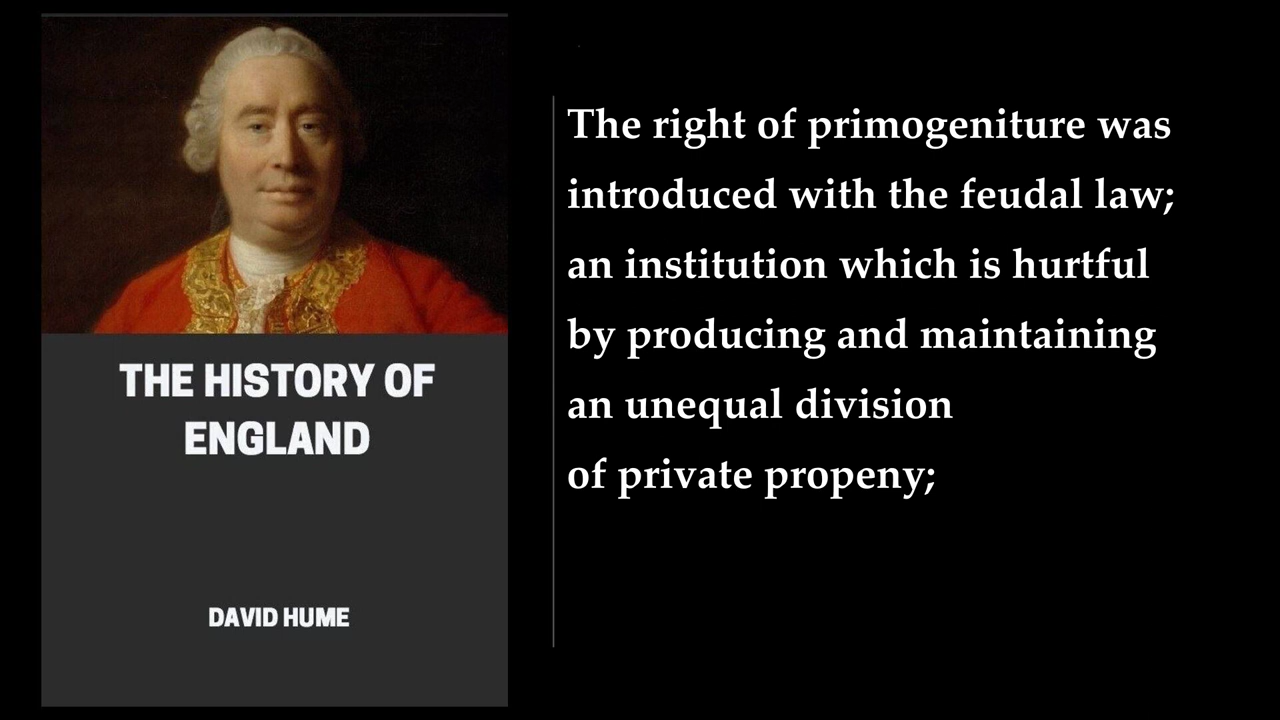 THE HISTORY OF
ENGLAND
DAVID HUME
The right of primogeniture was
introduced with the feudal law;
an institution which is hurtful
by producing and maintaining
an unequal division
of private propeny;